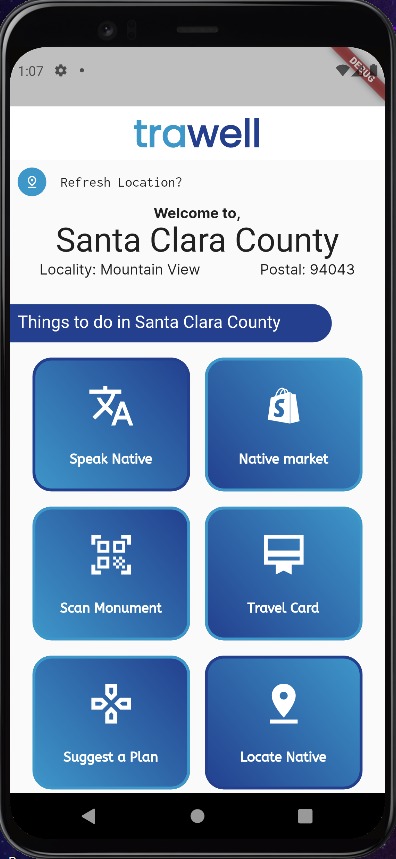 1:07
DEBUG
trawell
Refresh Location?
Welcome to,
Santa Clara County
Locality: Mountain View Postal: 94043
Things to do in Santa Clara County
Speak Native Native market
Scan Monument Travel Card
Suggest a Plan Locate Native